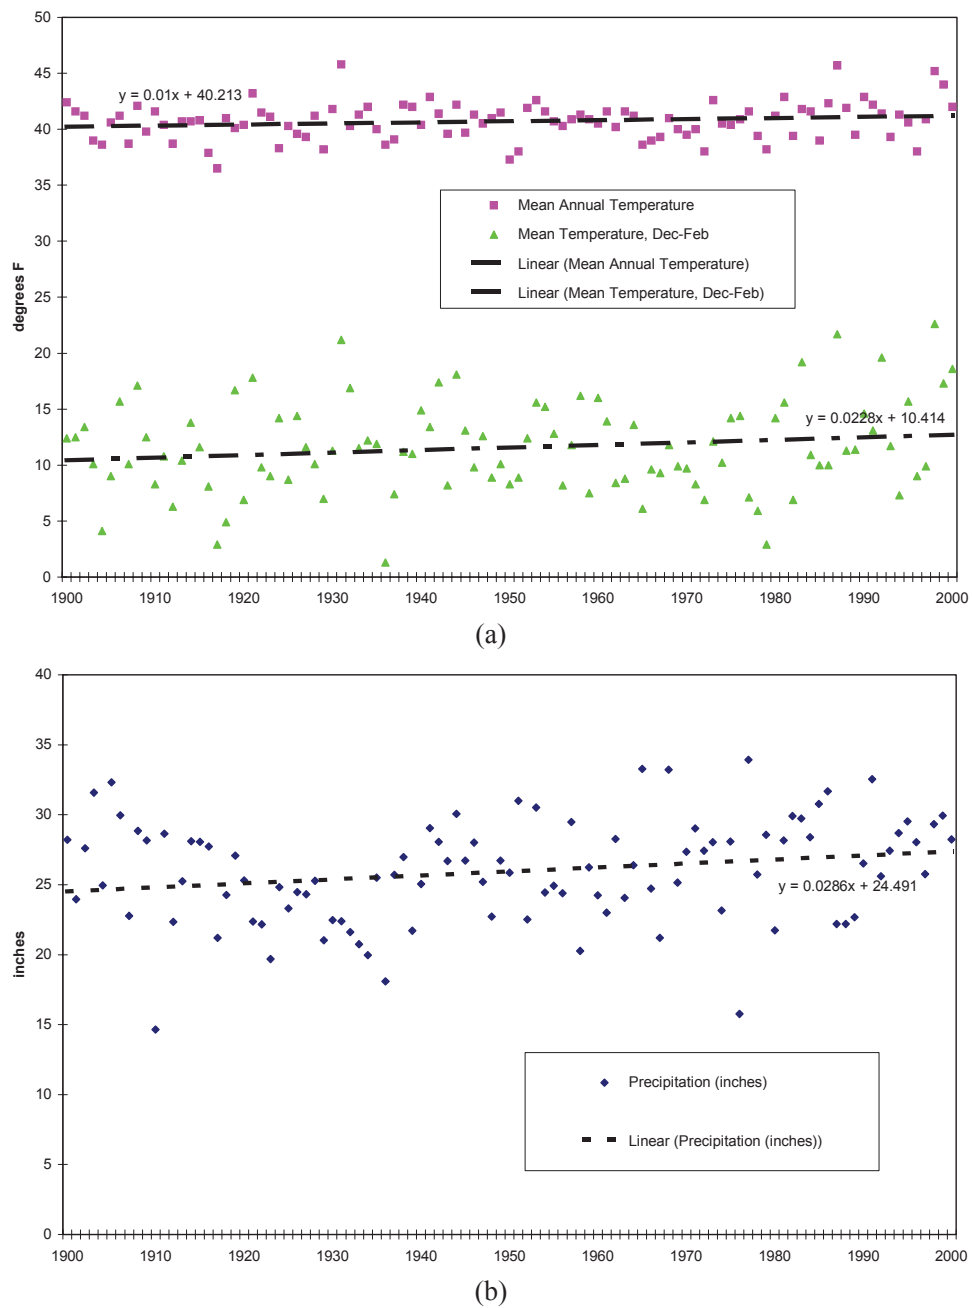 50
45
y = 0.01x + 40.213
40
35
Mean Annual Temperature
30
Mean Temperature, Dec-Feb
degrees F
Linear (Mean Annual Temperature)
25
Linear (Mean Temperature, Dec-Feb)
20
15
y = 0.0228x + 10.414
10
5
0
1900 1910 1920 1930 1940 1950 1960 1970 1980 1990 2000
(a)
40
35
30
25
y = 0.0286x + 24.491
inches
20
15
10
Precipitation (inches)
Linear (Precipitation (inches))
5
0
1900 1910 1920 1930 1940 1950 1960 1970 1980 1990 2000
(b)